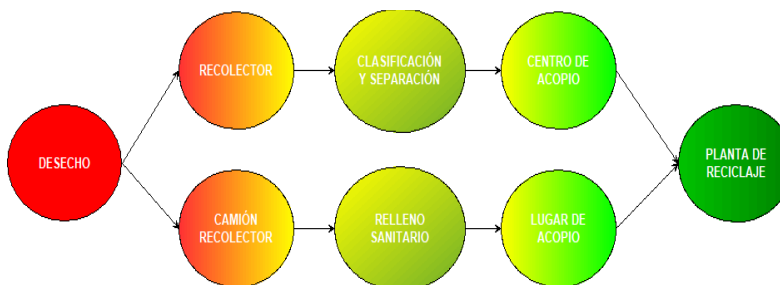 DESECHO
RECOLECTOR
CLASIFICACIÓN
Y SEPARACIÓN
CENTRO DE
ACOPIO
CAMIÓN
RECOLECTOR
RELLENO
SANITARIO
LUGAR DE
ACOPIO
PLANTA DE
RECICLAJE